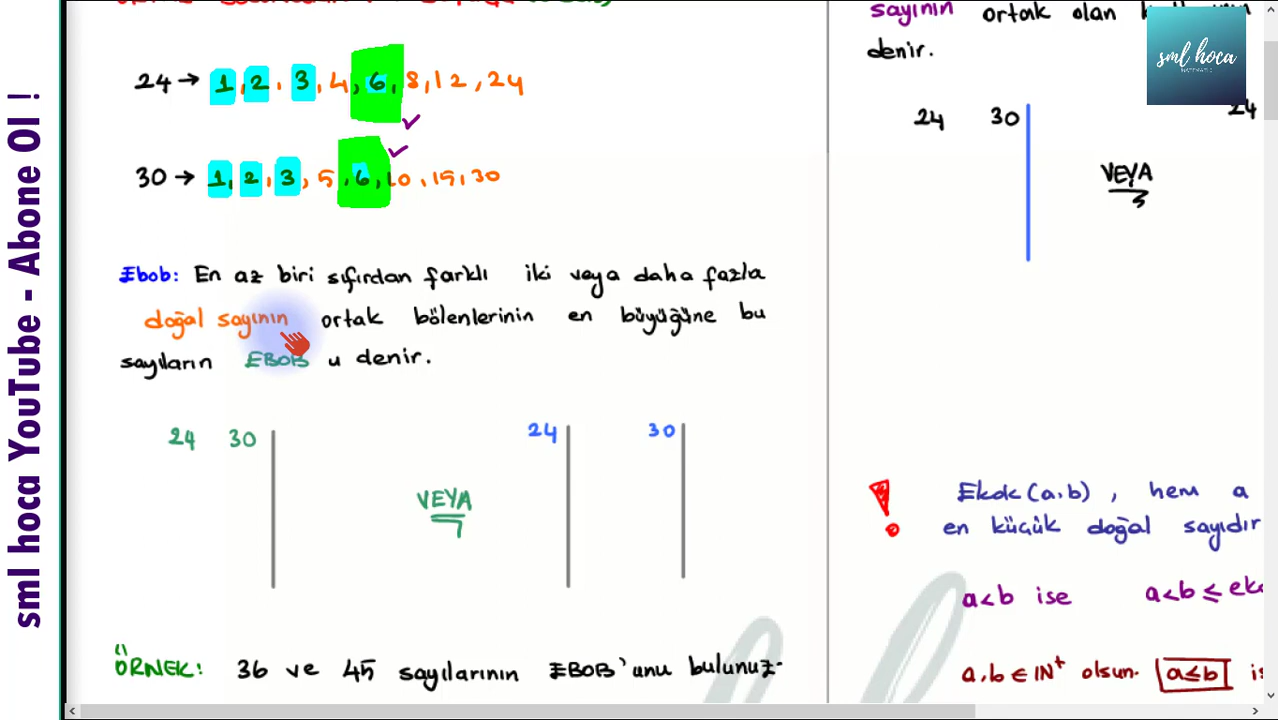 sml hoca YouTube - Abone Ol !
24 → 1, 2, 3, 4, 6, 8, 12, 24
30 → 1, 2, 3, 5, 6, 10, 15, 30
Ebob: En az biri sıfırdan farklı iki veya daha fazla
doğal sayının ortak bölenlerinin en büyüğüne bu
sayıların EBOB u denir.
24 30
VEYA
24 30
ÖRNEK: 36 ve 45 sayılarının EBOB'unu bulunuz.
sayının ortak olan
denir.
sml hoca
MATEMATİK
24 30
24
VEYA
! Ekok(a,b) , hem a
en küçük doğal sayıdır
a<b ise a<b≤
a,b ∈ IN⁺ olsun. a≤b